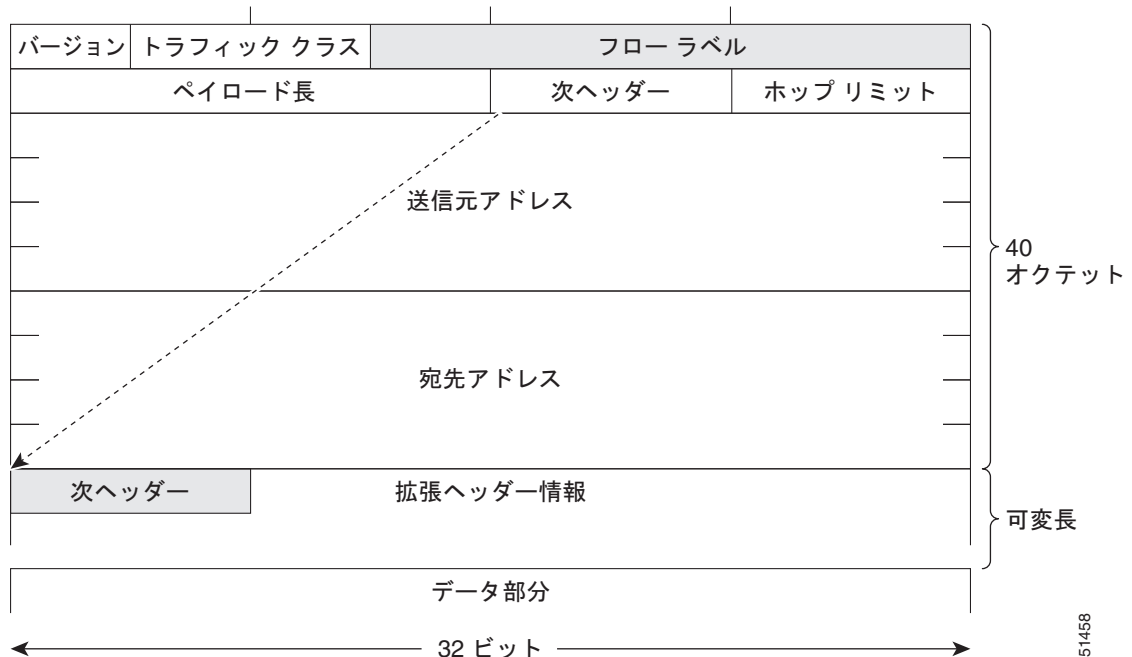 バージョン トラフィック クラス フロー ラベル
ペイロード長 次ヘッダー ホップ リミット
送信元アドレス
40
オクテット
宛先アドレス
次ヘッダー 拡張ヘッダー情報
可変長
データ部分
32 ビット
51458